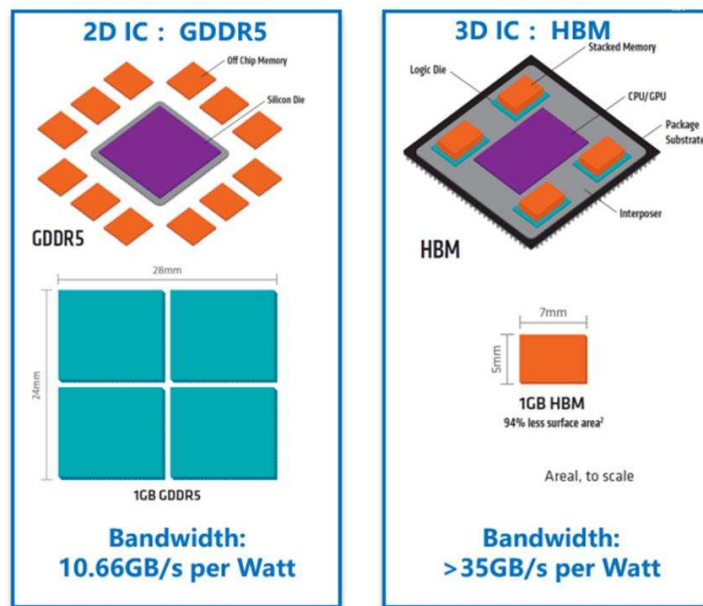 2D IC : GDDR5
Off Chip Memory
Silicon Die
GDDR5
28mm
24mm
1GB GDDR5
Bandwidth:
10.66GB/s per Watt
3D IC : HBM
Stacked Memory
Logic Die
CPU/GPU
Package
Substrate
Interposer
HBM
7mm
5mm
1GB HBM
94% less surface area²
Areal, to scale
Bandwidth:
>35GB/s per Watt